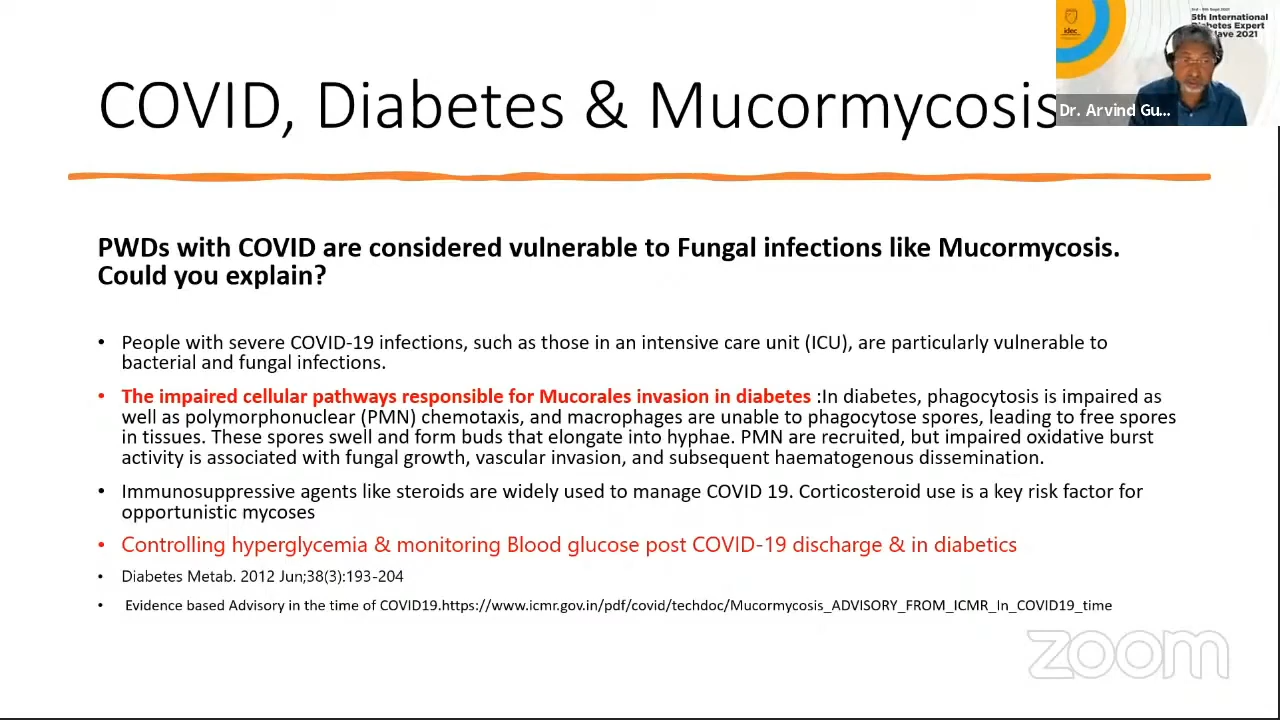 2nd - 5th Sept 2021
5th International
Diabetes Expert
lave 2021
idec
Dr. Arvind Gu...
COVID, Diabetes & Mucormycosis
PWDs with COVID are considered vulnerable to Fungal infections like Mucormycosis.
Could you explain?
• People with severe COVID-19 infections, such as those in an intensive care unit (ICU), are particularly vulnerable to
bacterial and fungal infections.
• The impaired cellular pathways responsible for Mucorales invasion in diabetes :In diabetes, phagocytosis is impaired as
well as polymorphonuclear (PMN) chemotaxis, and macrophages are unable to phagocytose spores, leading to free spores
in tissues. These spores swell and form buds that elongate into hyphae. PMN are recruited, but impaired oxidative burst
activity is associated with fungal growth, vascular invasion, and subsequent haematogenous dissemination.
• Immunosuppressive agents like steroids are widely used to manage COVID 19. Corticosteroid use is a key risk factor for
opportunistic mycoses
• Controlling hyperglycemia & monitoring Blood glucose post COVID-19 discharge & in diabetics
• Diabetes Metab. 2012 Jun;38(3):193-204
• Evidence based Advisory in the time of COVID19.https://www.icmr.gov.in/pdf/covid/techdoc/Mucormycosis_ADVISORY_FROM_ICMR_In_COVID19_time
zoom